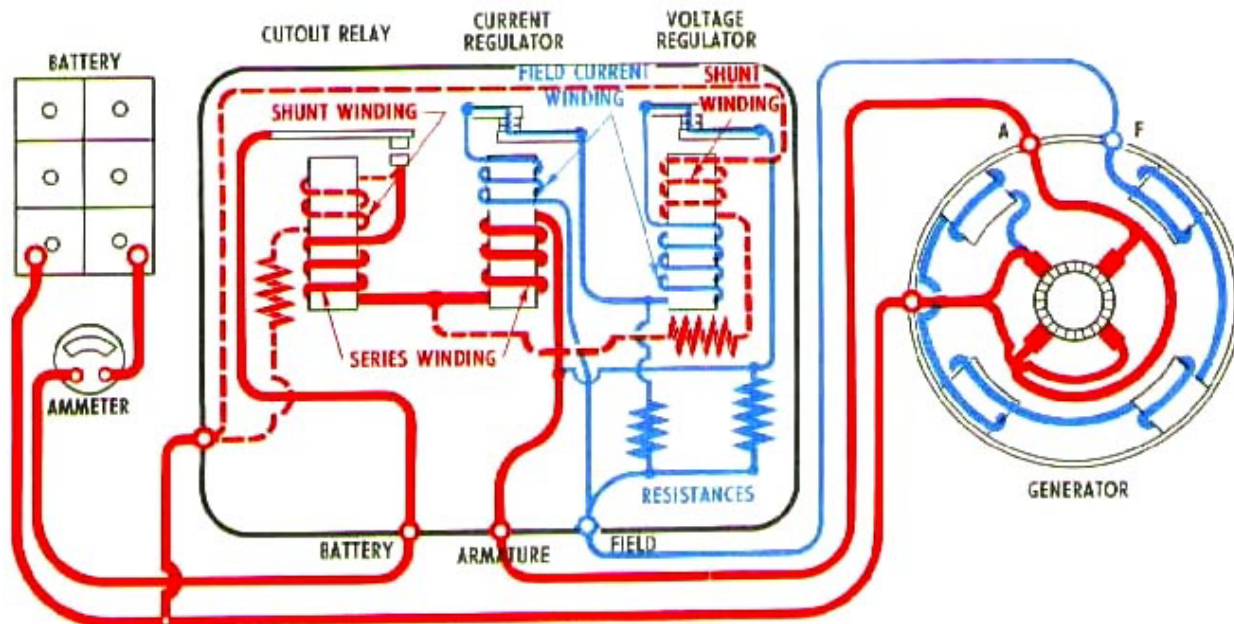 CUTOUT RELAY
CURRENT
REGULATOR
VOLTAGE
REGULATOR
BATTERY
FIELD CURRENT
WINDING
SHUNT
WINDING
SHUNT WINDING
A
F
SERIES WINDING
AMMETER
RESISTANCES
GENERATOR
BATTERY
ARMATURE
FIELD